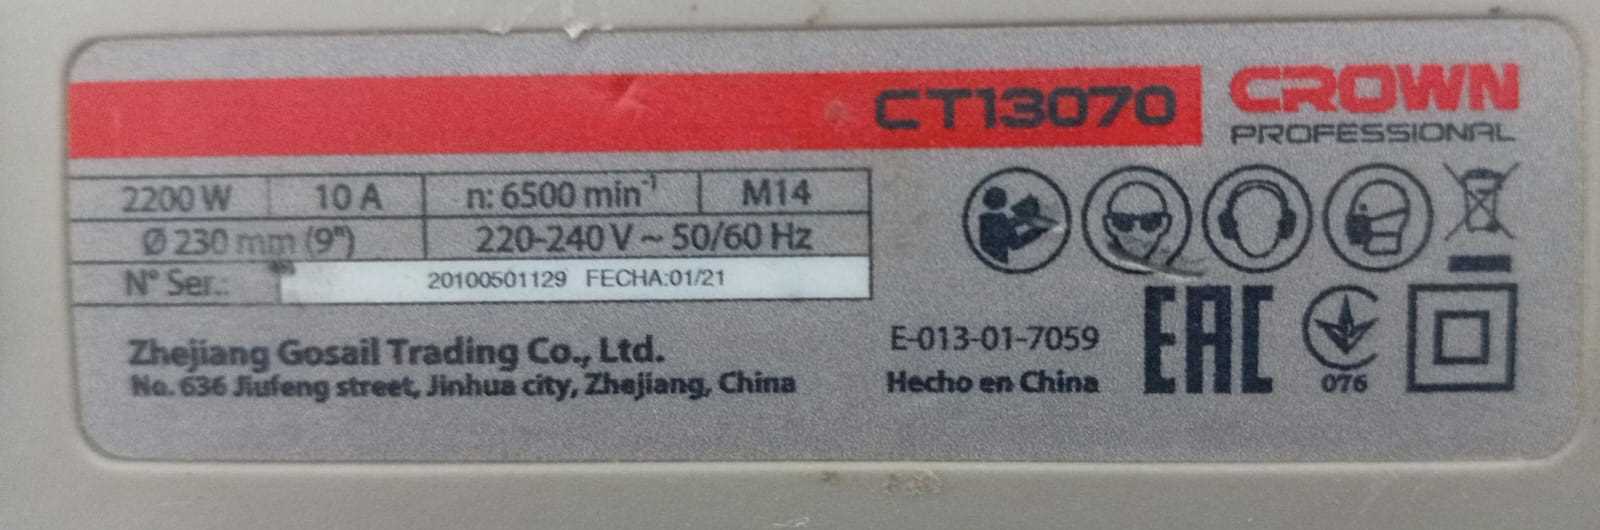 CT13070 CROWN
PROFESSIONAL
2200 W 10 A n: 6500 min⁻¹ M14
Ø 230 mm (9") 220-240 V ~ 50/60 Hz
N° Ser.: 20100501129 FECHA:01/21
Zhejiang Gosail Trading Co., Ltd.
No. 636 Jiufeng street, Jinhua city, Zhejiang, China
E-013-01-7059
Hecho en China
EAC
076